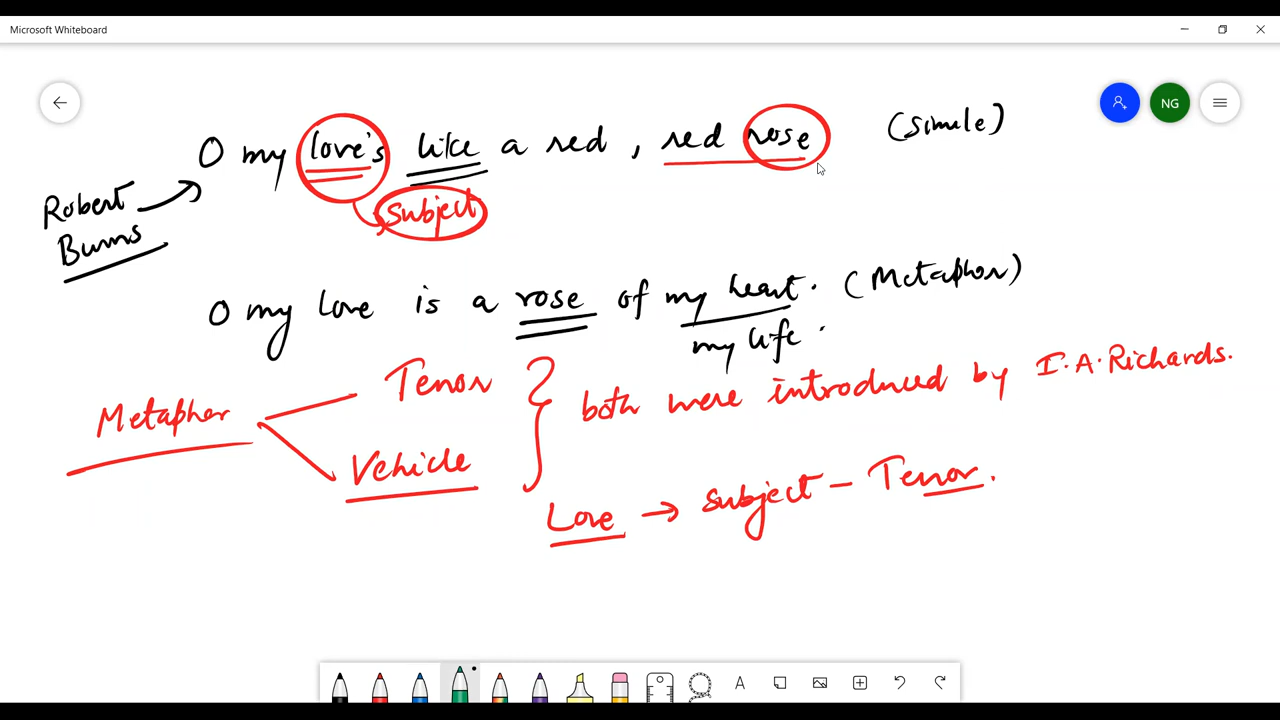 Microsoft Whiteboard
NG
O my love's like a red, red rose (Simile)
Robert
Burns
Subject
O my love is a rose of my heart. (Metaphor)
my life.
Metaphor
Tenor
Vehicle
both were introduced by I.A.Richards.
Love → Subject - Tenor.
A